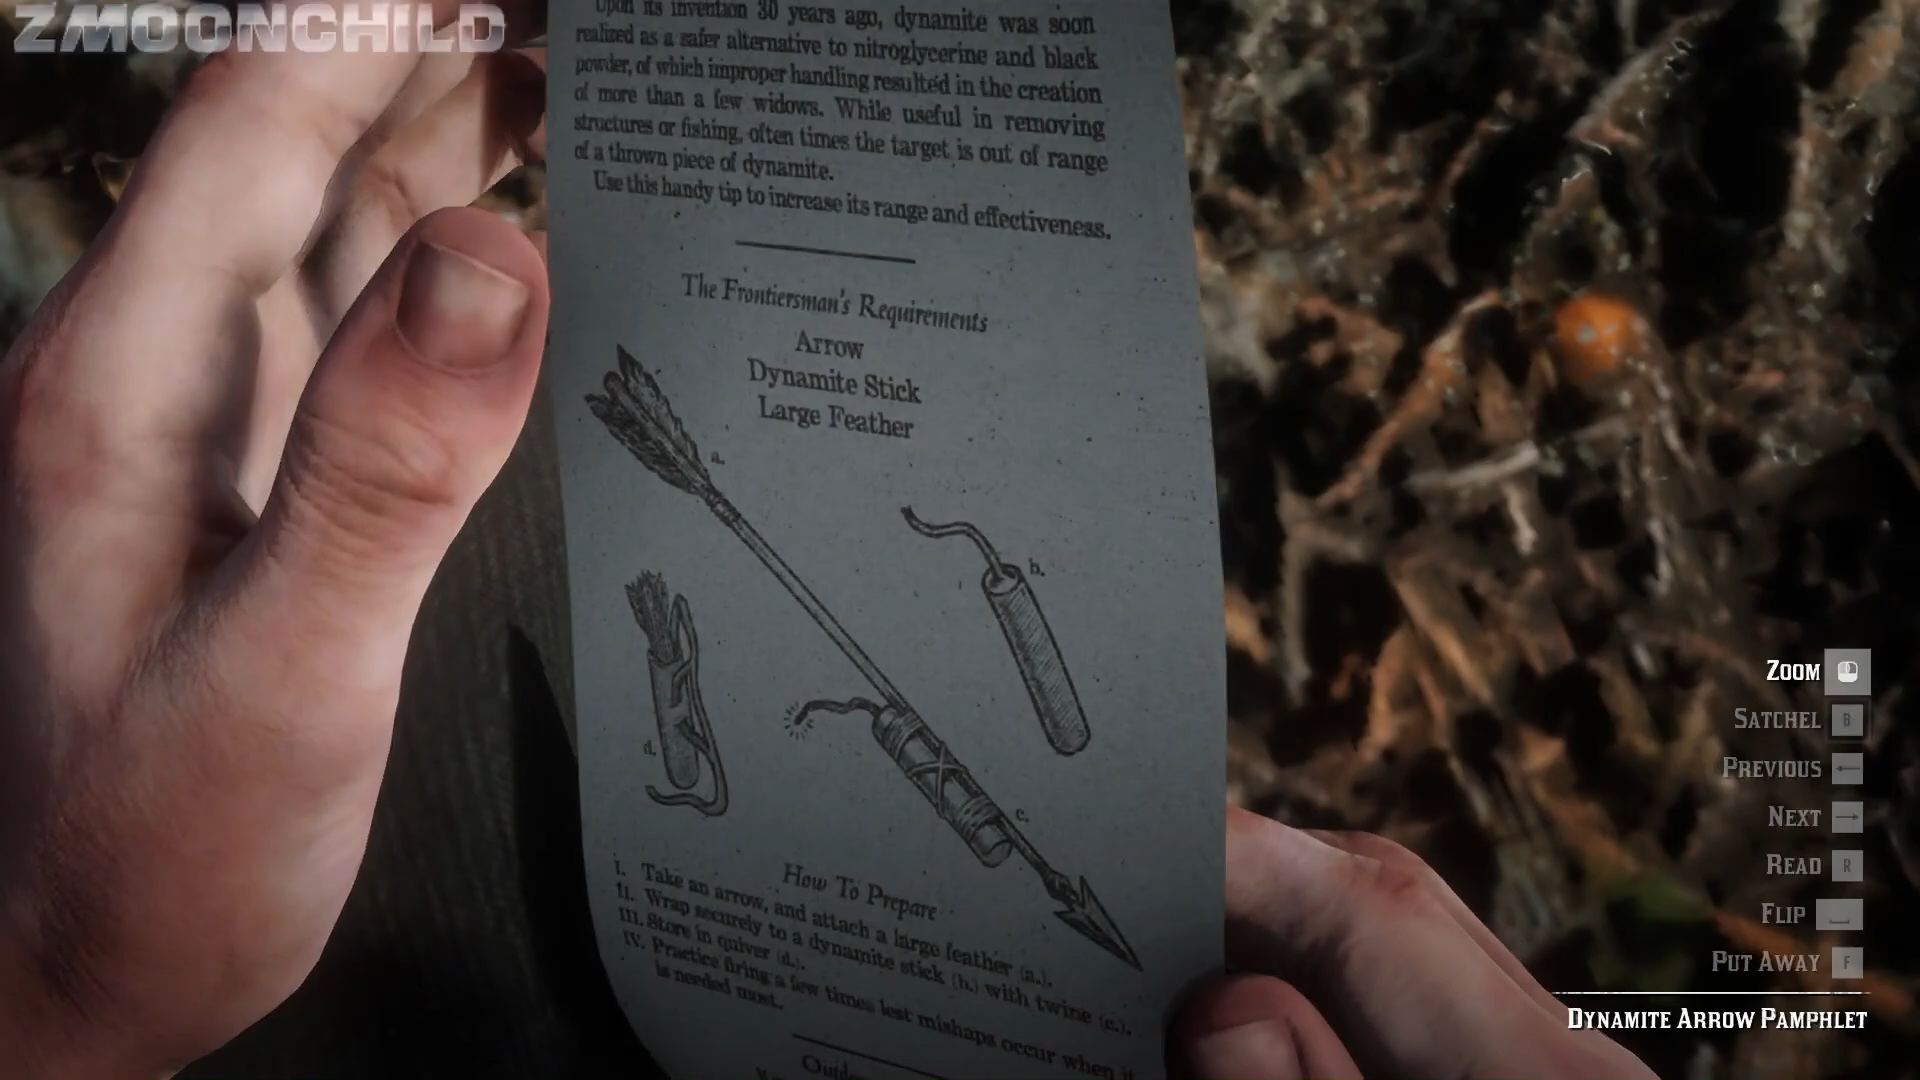 ZMOONCHILD
Upon its invention 30 years ago, dynamite was soon
realized as a safer alternative to nitroglycerine and black
powder, of which improper handling resulted in the creation
of more than a few widows. While useful in removing
structures or fishing, often times the target is out of range
of a thrown piece of dynamite.
Use this handy tip to increase its range and effectiveness.
The Frontiersman's Requirements
Arrow
Dynamite Stick
Large Feather
a.
b.
d.
c.
How To Prepare
I. Take an arrow, and attach a large feather (a.).
II. Wrap securely to a dynamite stick (b.) with twine (c.).
III. Store in quiver (d.).
IV. Practice firing a few times lest mishaps occur when it
is needed most.
Zoom
Satchel B
Previous ←
Next →
Read R
Flip
Put Away F
Dynamite Arrow Pamphlet